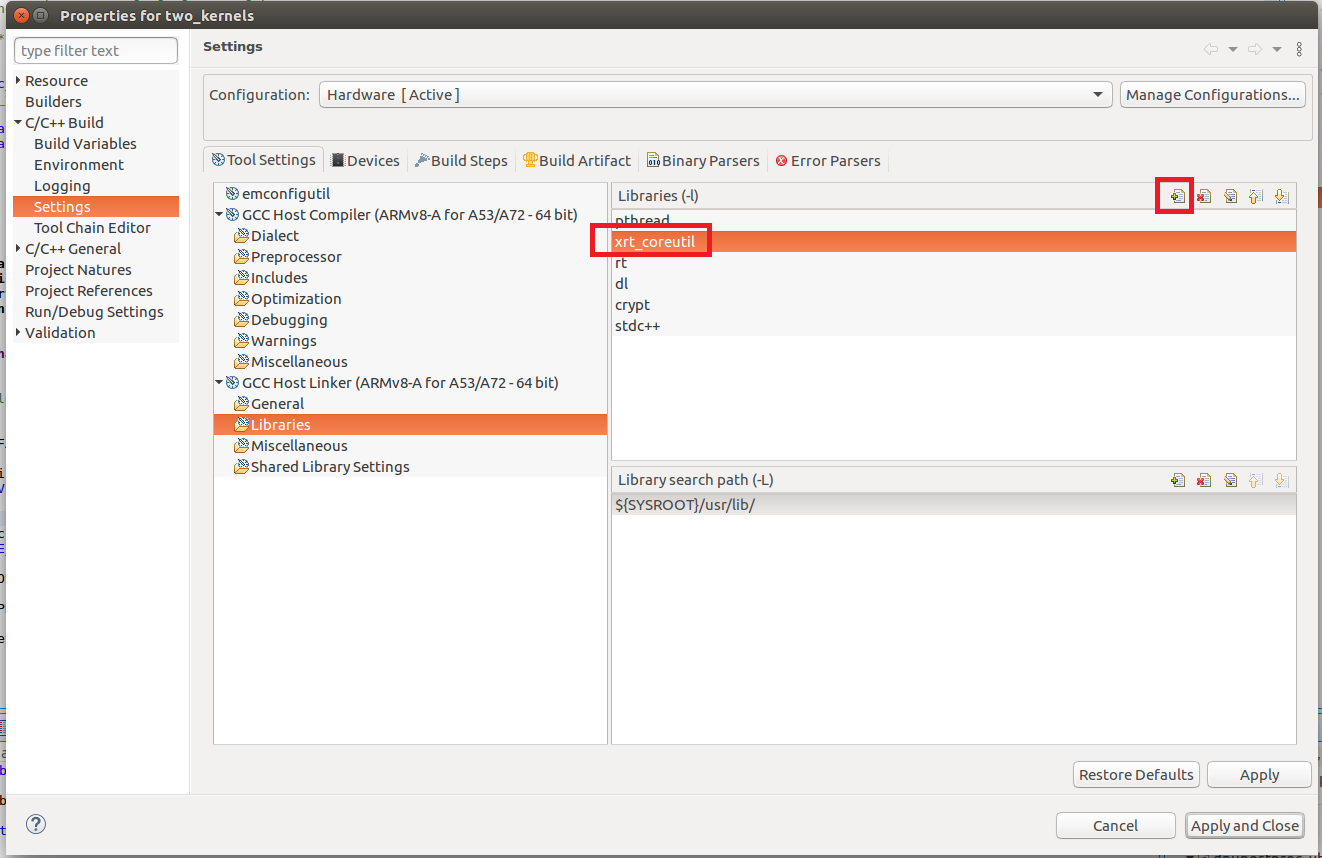 Properties for two_kernels
type filter text
Resource
Builders
C/C++ Build
Build Variables
Environment
Logging
Settings
Tool Chain Editor
C/C++ General
Project Natures
Project References
Run/Debug Settings
Validation
Settings
Configuration:
Hardware [ Active ]
Manage Configurations...
Tool Settings
Devices
Build Steps
Build Artifact
Binary Parsers
Error Parsers
emconfigutil
GCC Host Compiler (ARMv8-A for A53/A72 - 64 bit)
Dialect
Preprocessor
Includes
Optimization
Debugging
Warnings
Miscellaneous
GCC Host Linker (ARMv8-A for A53/A72 - 64 bit)
General
Libraries
Miscellaneous
Shared Library Settings
Libraries (-l)
pthread
xrt_coreutil
rt
dl
crypt
stdc++
Library search path (-L)
${SYSROOT}/usr/lib/
Restore Defaults
Apply
Cancel
Apply and Close